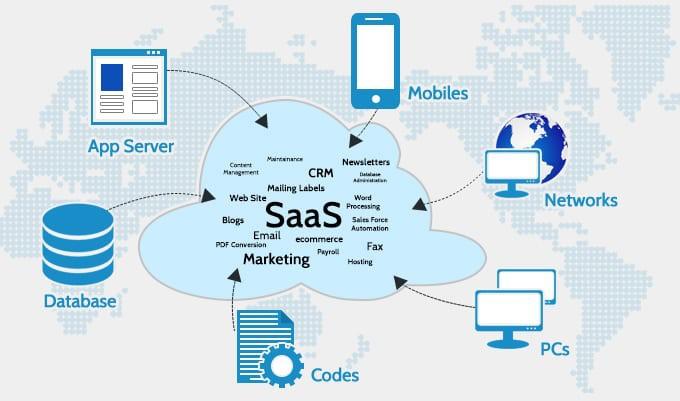 Mobiles
App Server
Maintainance
Content
Management
CRM
Newsletters
Database
Administration
Mailing Labels
Web Site
Word
Processing
SaaS
Blogs
Sales Force
Automation
Email
ecommerce
PDF Conversion
Fax
Payroll
Marketing
Hosting
Networks
Database
PCs
Codes